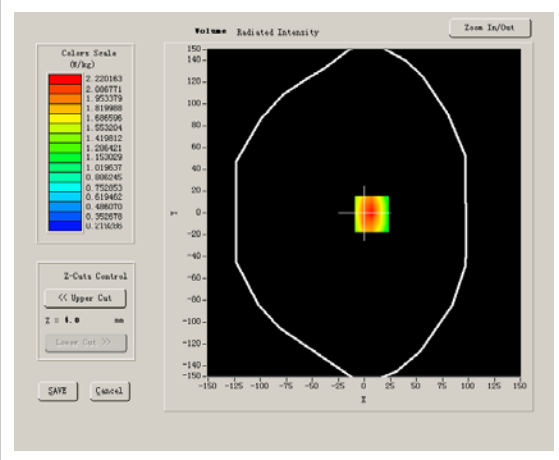 Volume Radiated Intensity
Zoom In/Out
Colors Scale
(W/kg)
2.220163
2.086771
1.953379
1.819988
1.686596
1.553204
1.419812
1.286421
1.153029
1.019637
0.886245
0.752853
0.619462
0.486070
0.352678
0.219286
150
140
120
100
80
60
40
20
0
-20
-40
-60
-80
-100
-120
-140
-150
-150 -125 -100 -75 -50 -25 0 25 50 75 100 125 150
X
Z-Cuts Control
<< Upper Cut
Z = 4.0 mm
Lower Cut >>
SAVE
Cancel